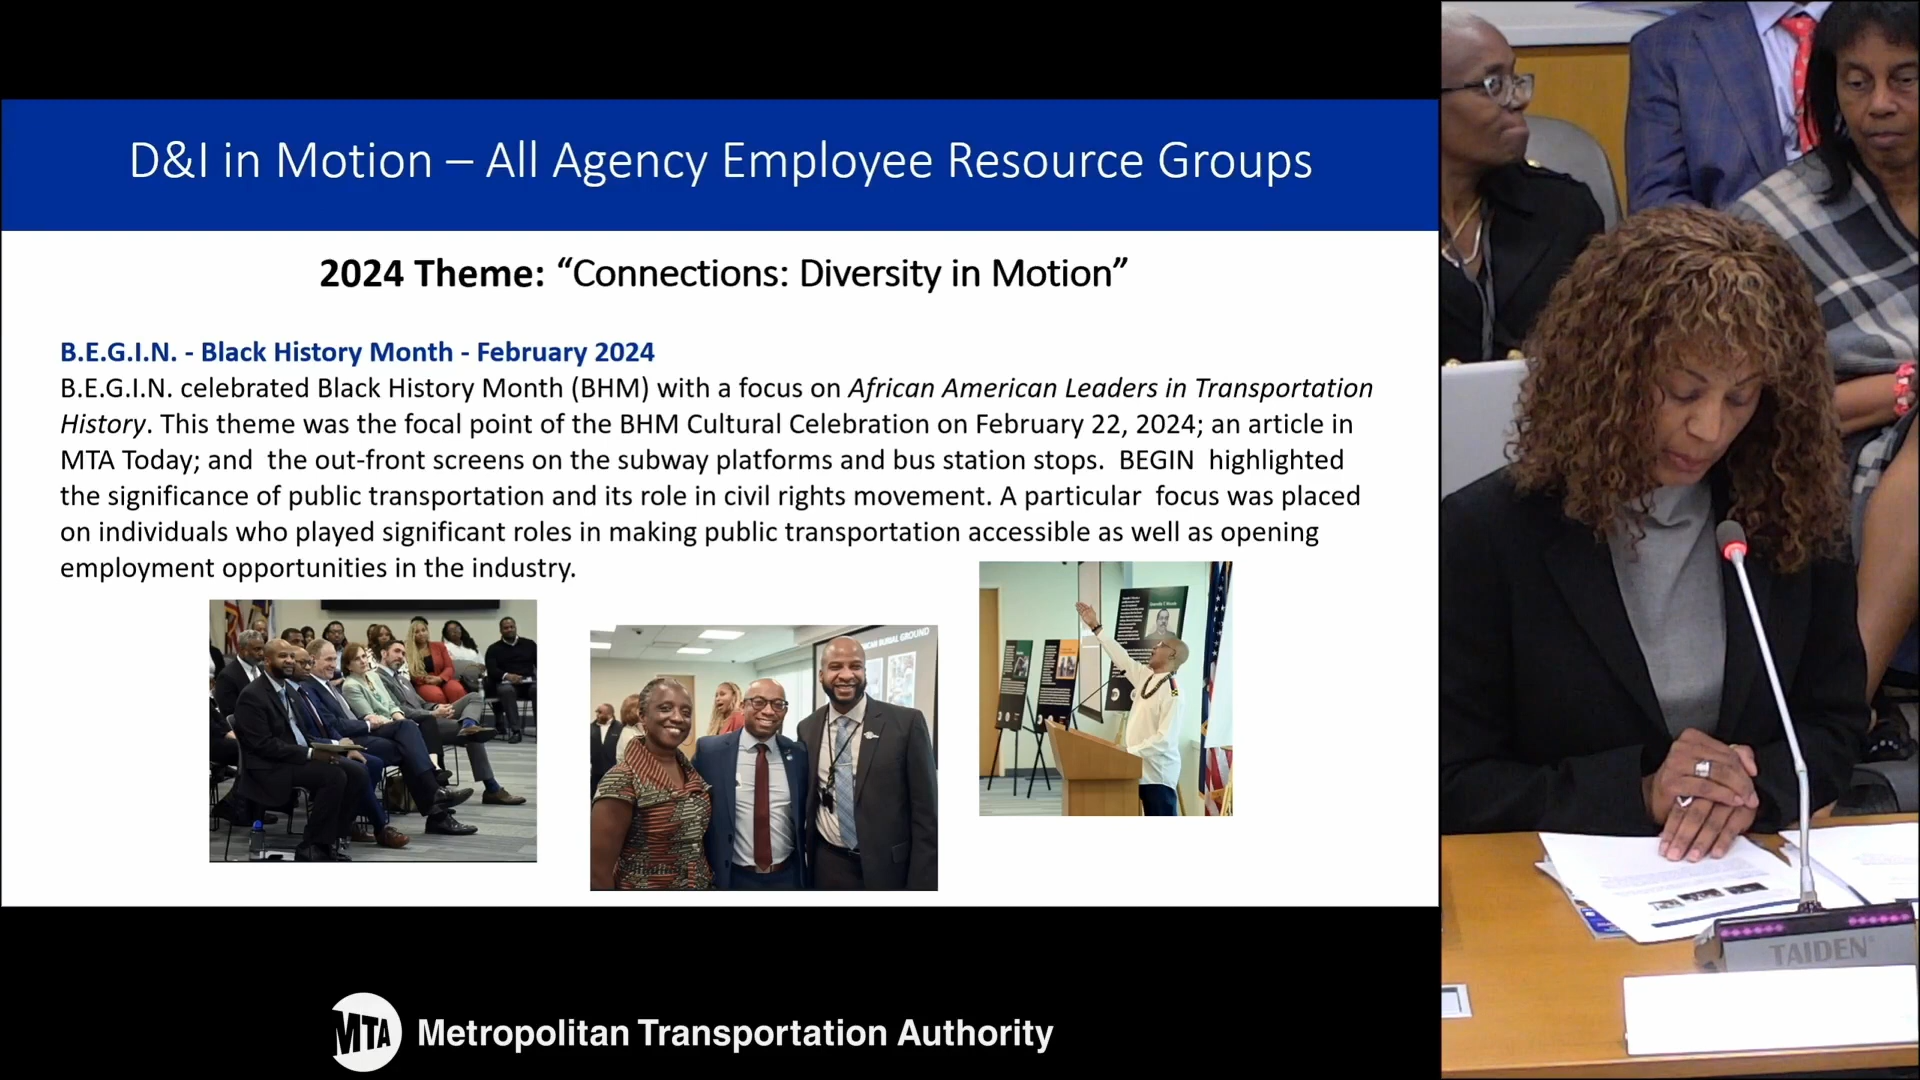 D&I in Motion – All Agency Employee Resource Groups
2024 Theme: “Connections: Diversity in Motion”
B.E.G.I.N. - Black History Month - February 2024
B.E.G.I.N. celebrated Black History Month (BHM) with a focus on African American Leaders in Transportation
History. This theme was the focal point of the BHM Cultural Celebration on February 22, 2024; an article in
MTA Today; and  the out-front screens on the subway platforms and bus station stops.  BEGIN  highlighted
the significance of public transportation and its role in civil rights movement. A particular  focus was placed
on individuals who played significant roles in making public transportation accessible as well as opening
employment opportunities in the industry.
BURIAL GROUND
TAIDEN
MTA Metropolitan Transportation Authority